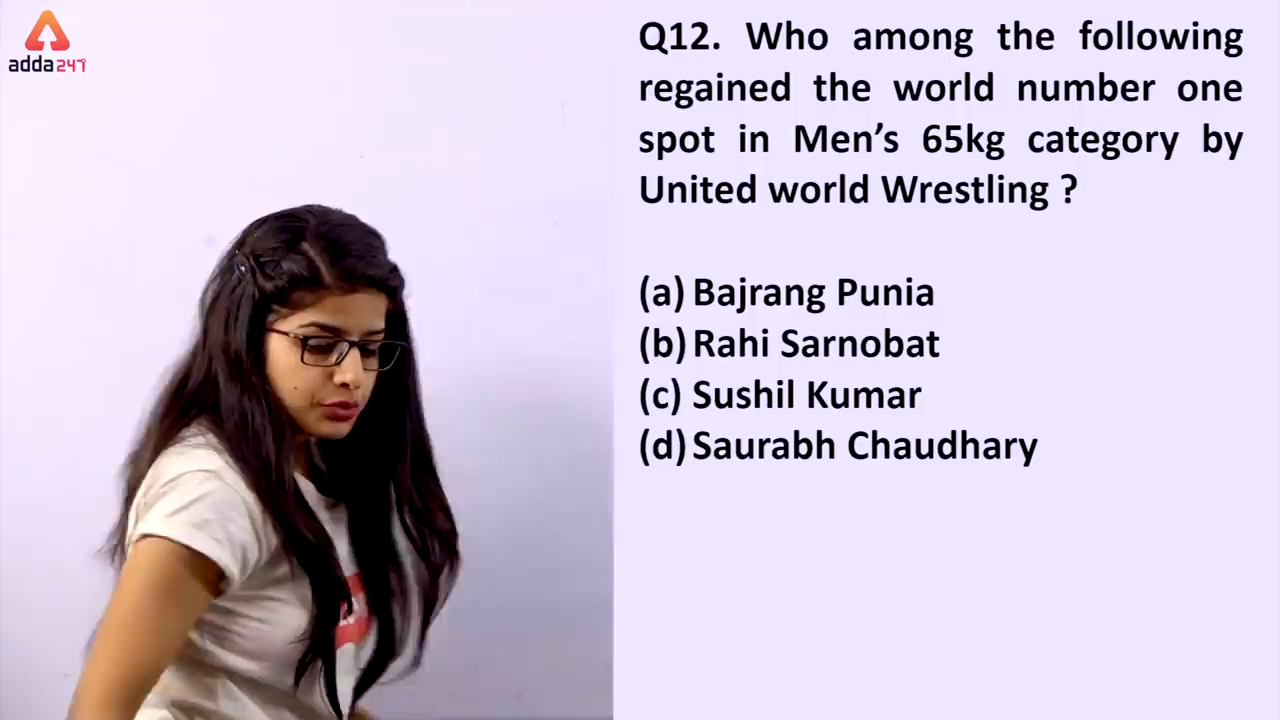 adda247
Q12. Who among the following
regained the world number one
spot in Men’s 65kg category by
United world Wrestling ?
(a) Bajrang Punia
(b) Rahi Sarnobat
(c) Sushil Kumar
(d) Saurabh Chaudhary